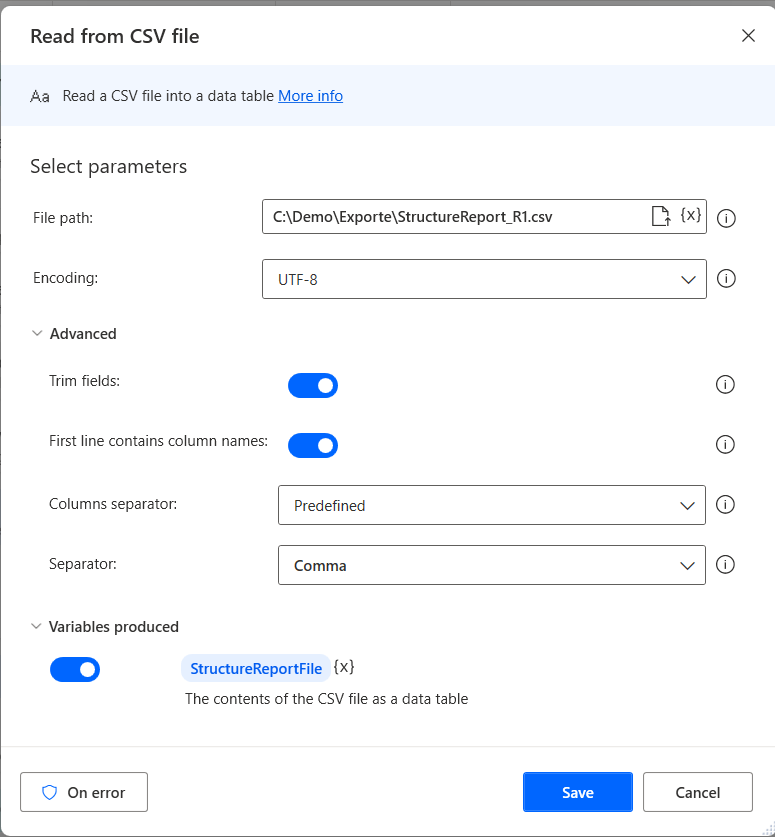 Read from CSV file
Aa Read a CSV file into a data table More info
Select parameters
File path: C:\Demo\Exporte\StructureReport_R1.csv {x}
Encoding: UTF-8
Advanced
Trim fields:
First line contains column names:
Columns separator: Predefined
Separator: Comma
Variables produced
StructureReportFile {x}
The contents of the CSV file as a data table
On error Save Cancel